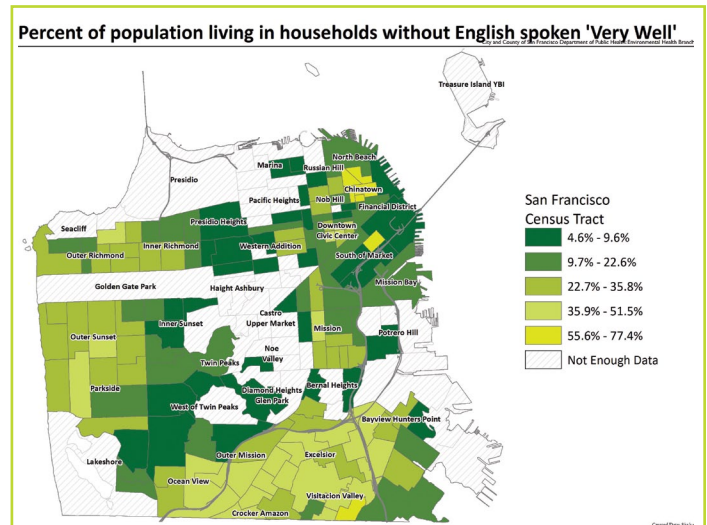 Percent of population living in households without English spoken 'Very Well'
City and County of San Francisco Department of Public Health Environmental Health Branch
Treasure Island YBI
North Beach
Marina
Russian Hill
Presidio
Chinatown
Pacific Heights
Nob Hill
Financial District
Seacliff
Presidio Heights
Downtown
Civic Center
Inner Richmond
Western Addition
Outer Richmond
South of Market
Golden Gate Park
Haight Ashbury
Mission Bay
Castro
Upper Market
Inner Sunset
Mission
Potrero Hill
Outer Sunset
Noe
Valley
Twin Peaks
Parkside
Diamond Heights
Glen Park
Bernal Heights
West of Twin Peaks
Bayview Hunters Point
Outer Mission
Excelsior
Lakeshore
Ocean View
Visitacion Valley
Crocker Amazon
San Francisco
Census Tract
4.6% - 9.6%
9.7% - 22.6%
22.7% - 35.8%
35.9% - 51.5%
55.6% - 77.4%
Not Enough Data